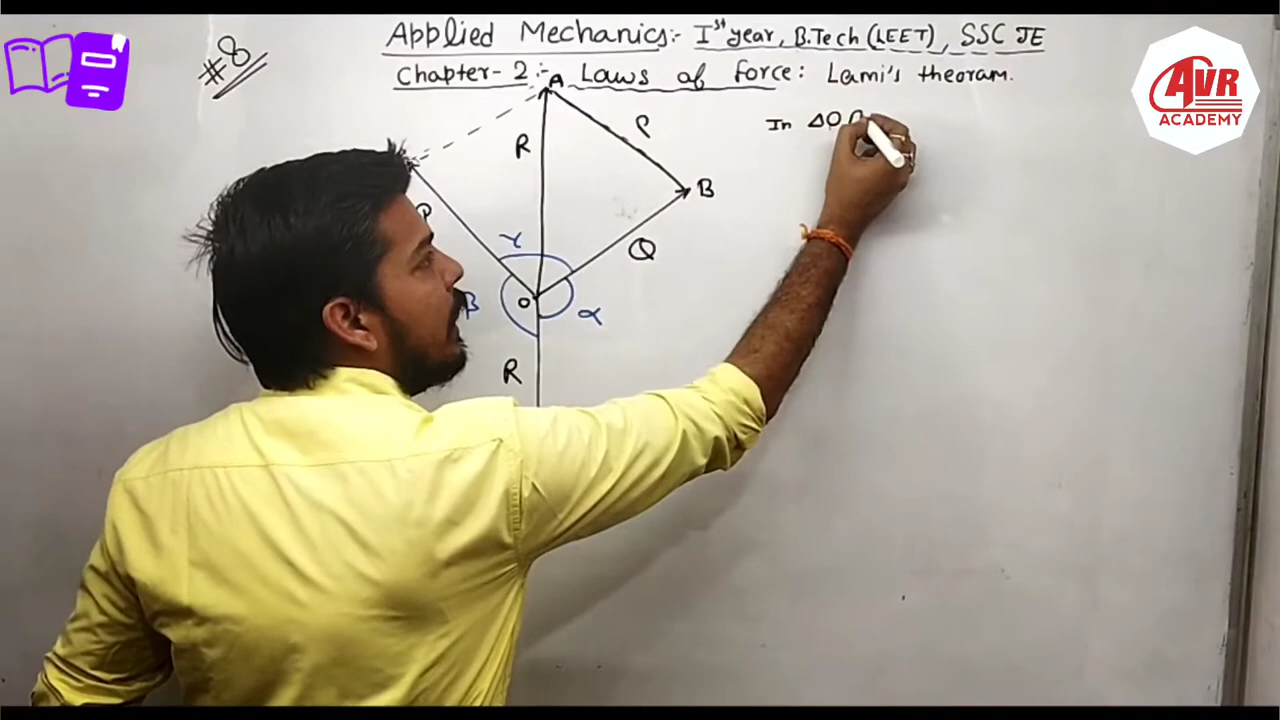 #8
Applied Mechanics:- Ist year, B.Tech (LEET), SSC JE
Chapter-2:- Laws of force: Lami's theoram.
AVR
ACADEMY
A
R
P
In ΔO
B
P
γ
Q
O
β
α
R